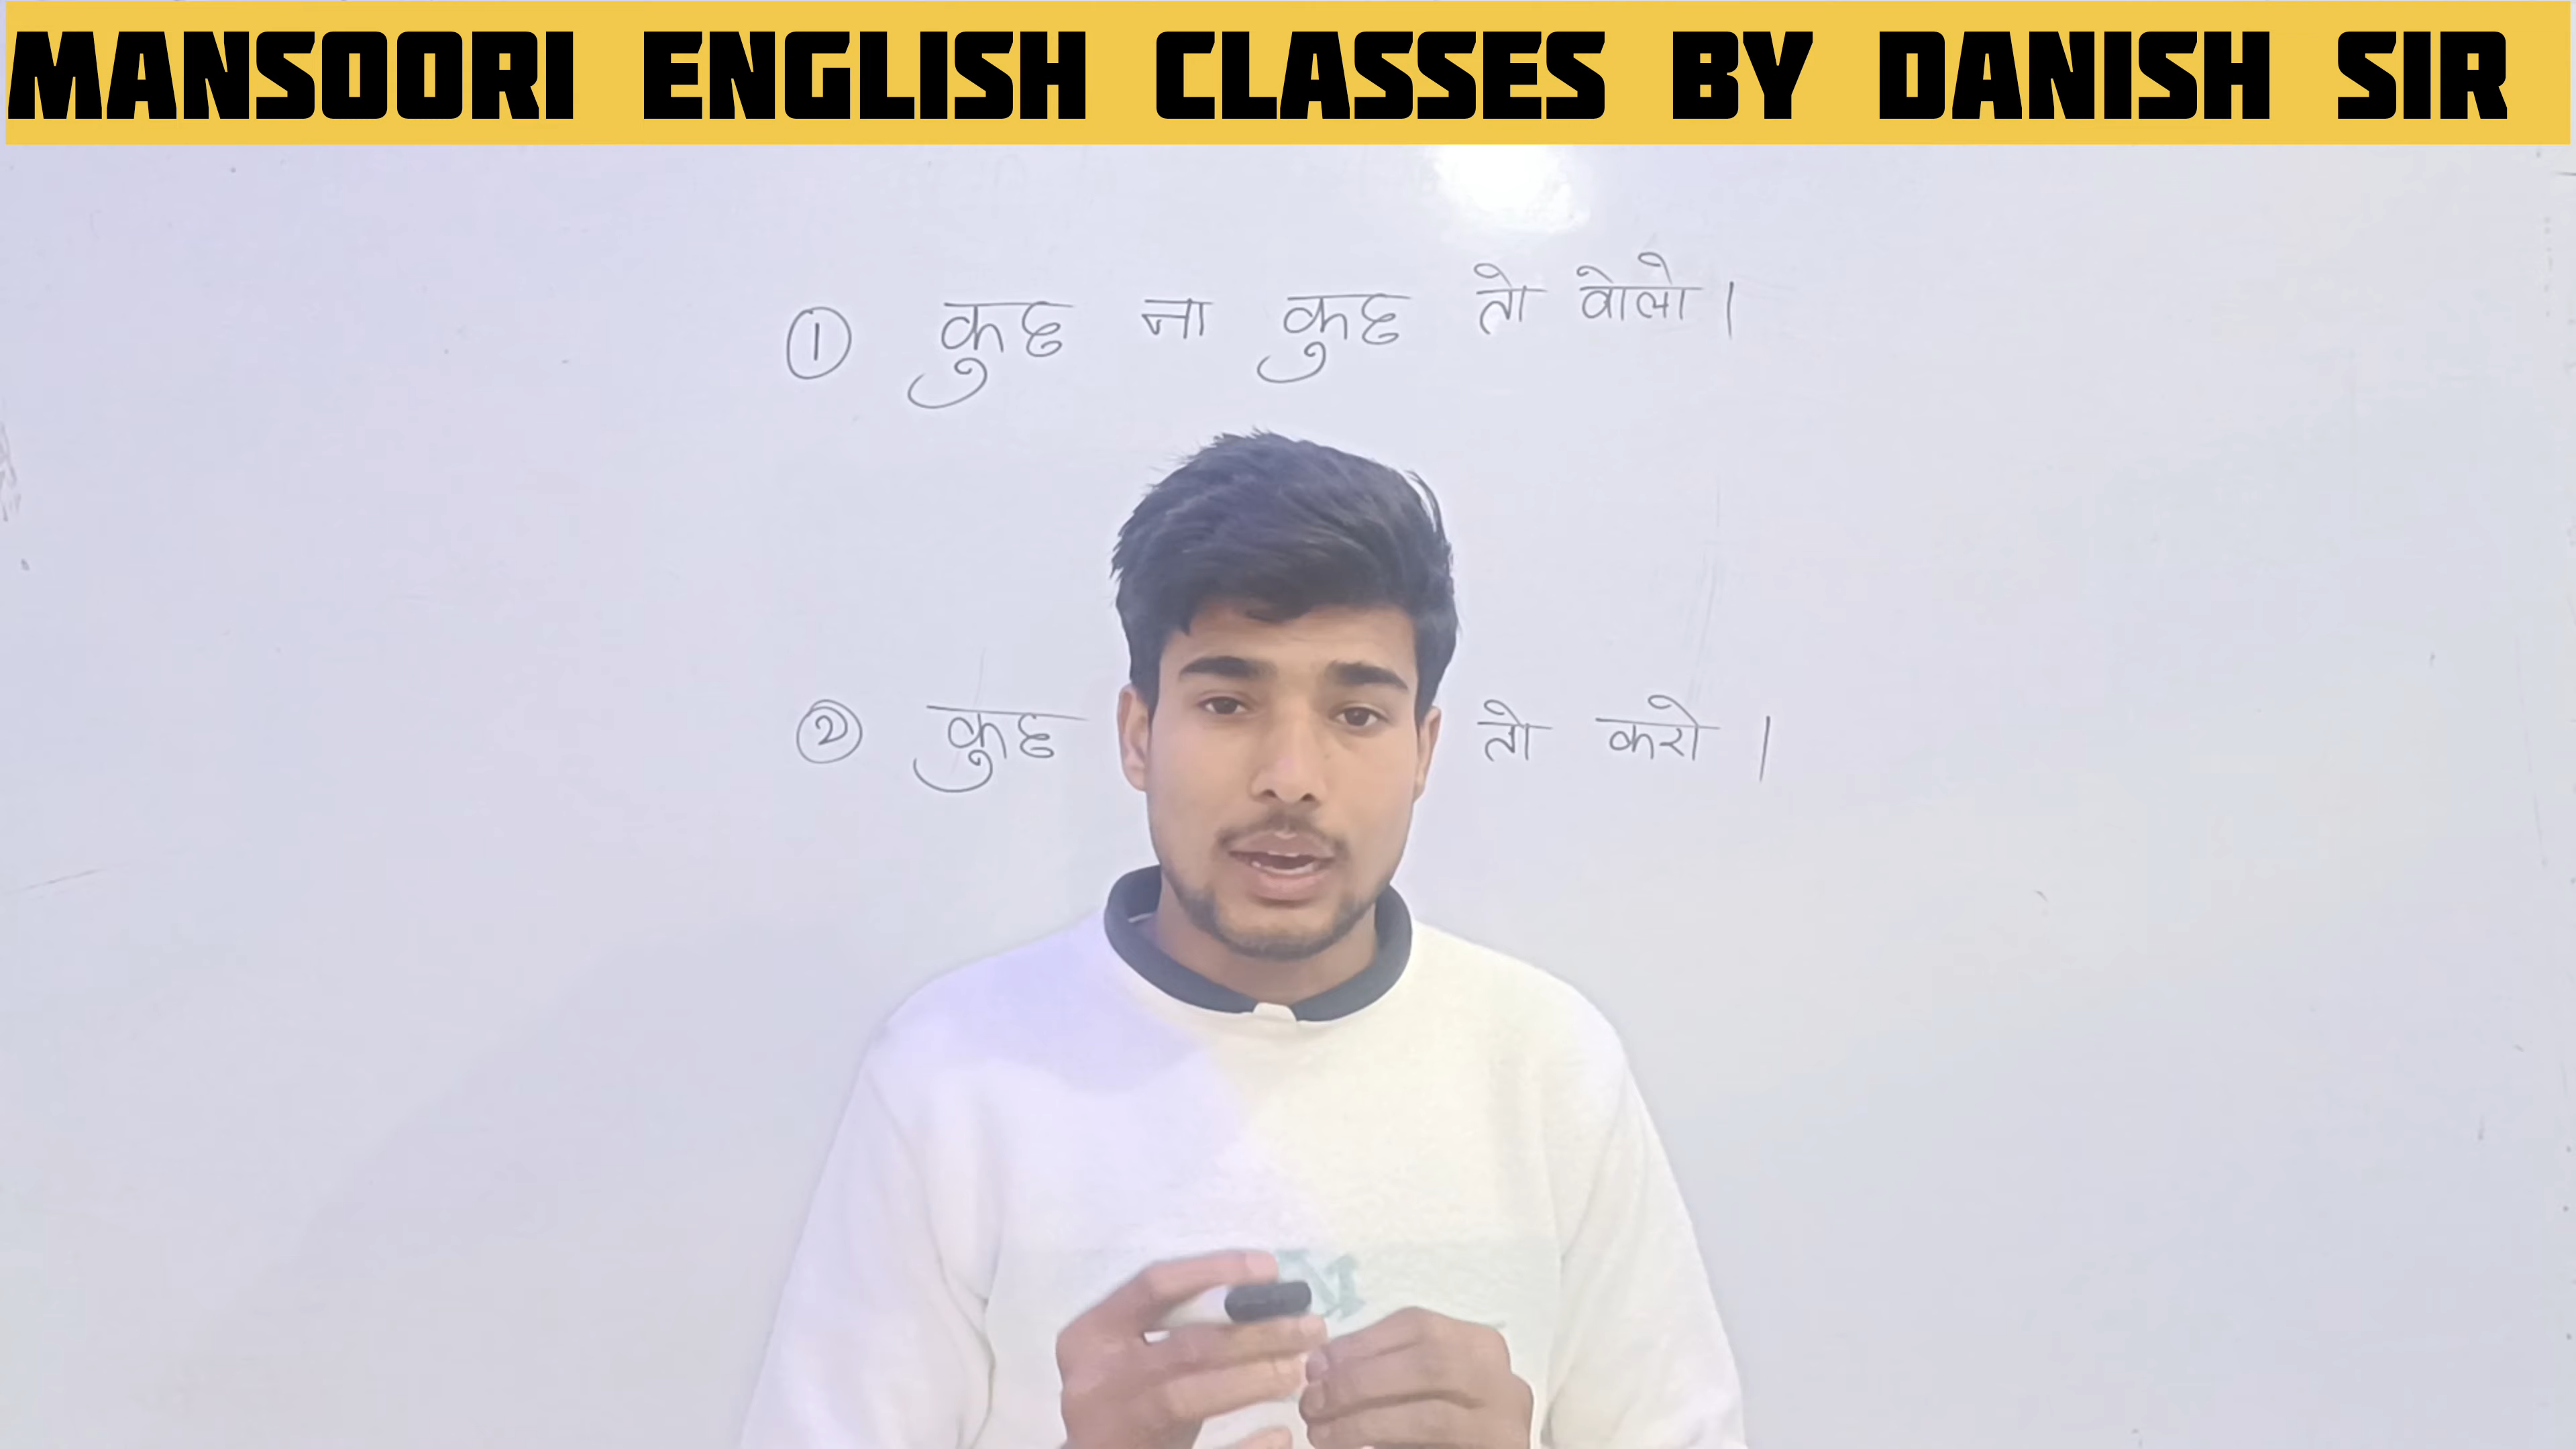 MANSOORI ENGLISH CLASSES BY DANISH SIR
① कुछ ना कुछ तो बोलो।
② कुछ तो करो।